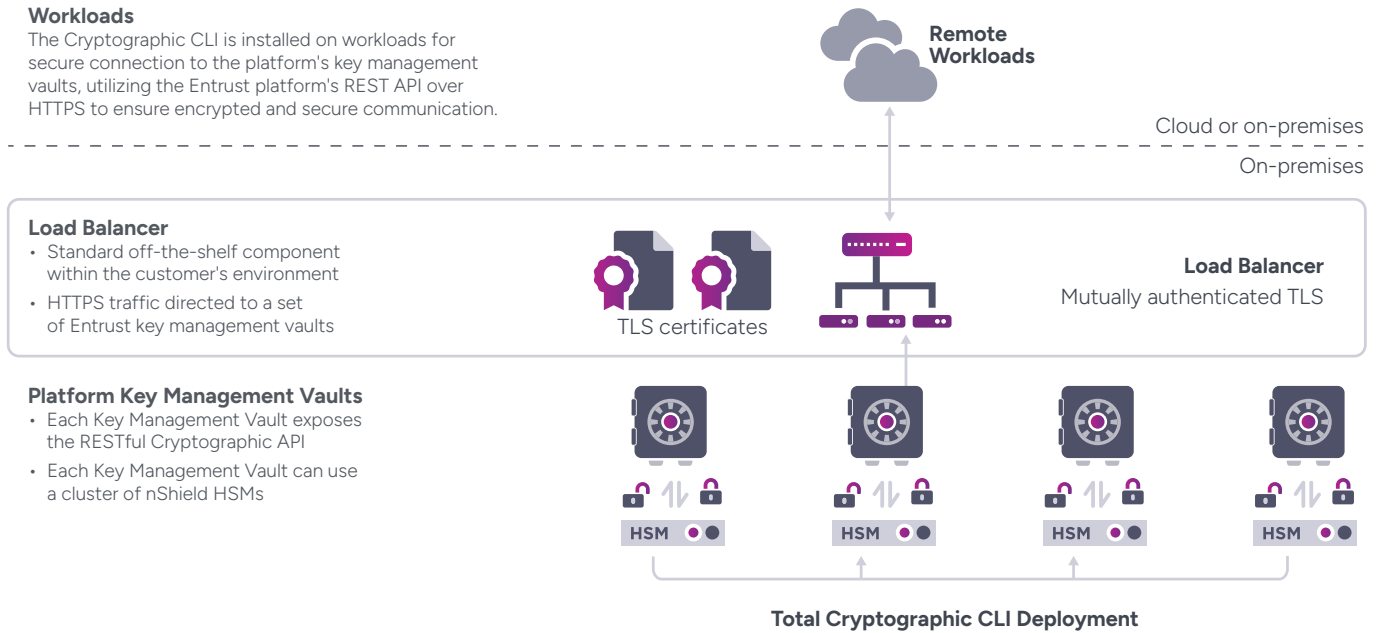 Workloads
The Cryptographic CLI is installed on workloads for
secure connection to the platform's key management
vaults, utilizing the Entrust platform's REST API over
HTTPS to ensure encrypted and secure communication.
Remote
Workloads
Cloud or on-premises
On-premises
Load Balancer
• Standard off-the-shelf component
within the customer's environment
• HTTPS traffic directed to a set
of Entrust key management vaults
TLS certificates
Load Balancer
Mutually authenticated TLS
Platform Key Management Vaults
• Each Key Management Vault exposes
the RESTful Cryptographic API
• Each Key Management Vault can use
a cluster of nShield HSMs
HSM
HSM
HSM
HSM
Total Cryptographic CLI Deployment